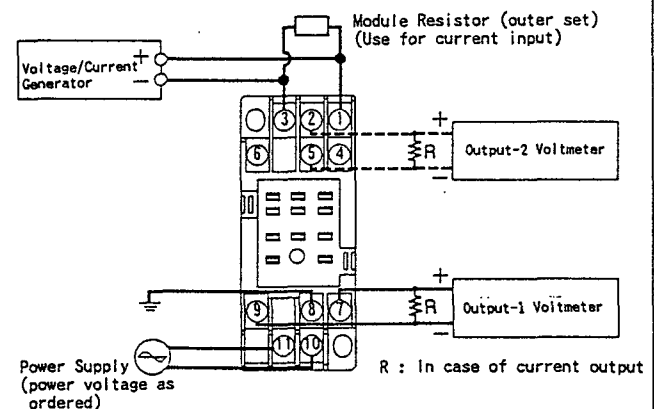 Module Resistor (outer set)
(Use for current input)
Voltage/Current
Generator
+
−
3 2 1
6 5 4
+
R
Output-2 Voltmeter
−
+
R
Output-1 Voltmeter
−
9 8 7
11 10
Power Supply
(power voltage as
ordered)
R : In case of current output